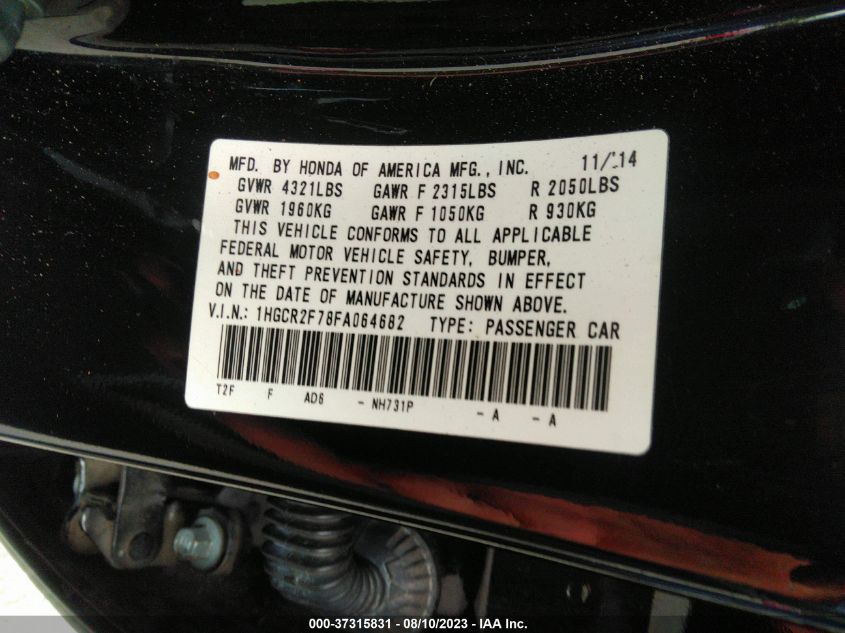 MFD. BY HONDA OF AMERICA MFG., INC. 11/14
GVWR 4321LBS GAWR F 2315LBS R 2050LBS
GVWR 1960KG GAWR F 1050KG R 930KG
THIS VEHICLE CONFORMS TO ALL APPLICABLE
FEDERAL MOTOR VEHICLE SAFETY, BUMPER,
AND THEFT PREVENTION STANDARDS IN EFFECT
ON THE DATE OF MANUFACTURE SHOWN ABOVE.
V.I.N.: 1HGCR2F78FA064682 TYPE: PASSENGER CAR
T2F F AD6 - NH731P - A - A
000-37315831 - 08/10/2023 - IAA Inc.